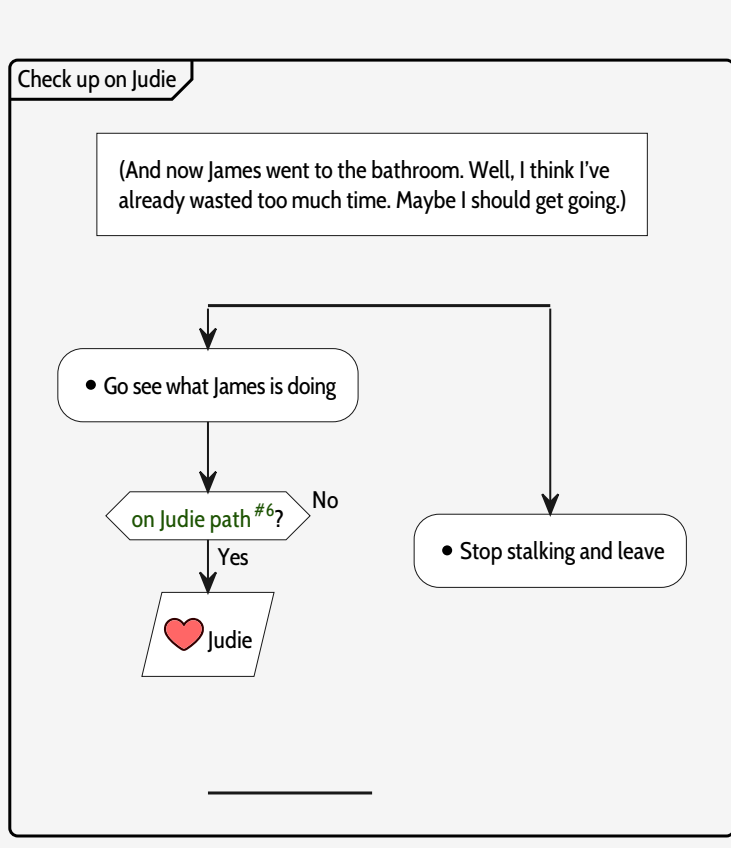 Check up on Judie
(And now James went to the bathroom. Well, I think I've
already wasted too much time. Maybe I should get going.)
• Go see what James is doing
on Judie path #6?
No
Yes
• Stop stalking and leave
Judie